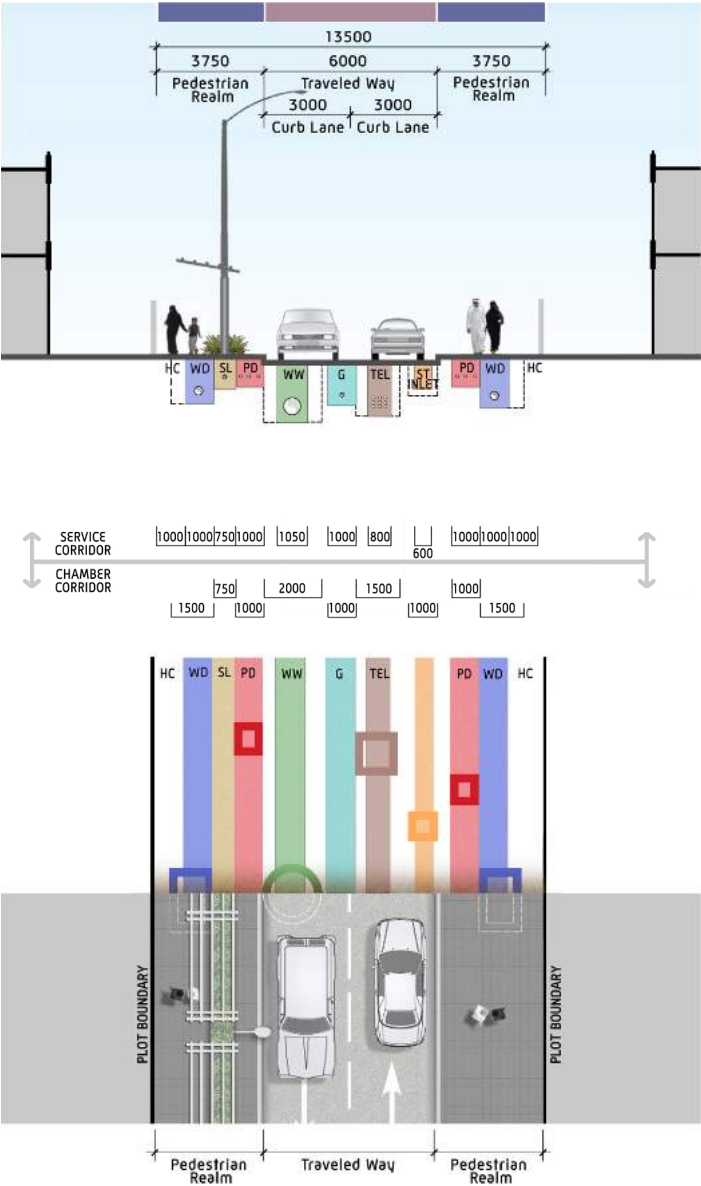 13500
3750 6000 3750
Pedestrian Realm Traveled Way Pedestrian Realm
3000 3000
Curb Lane Curb Lane
HC WD SL PD WW G TEL ST INLET PD WD HC
SERVICE CORRIDOR
1000 1000 750 1000 1050 1000 800 600 1000 1000 1000
CHAMBER CORRIDOR
750 2000 1500 1000
1500 1000 1000 1000 1500
HC WD SL PD WW G TEL PD WD HC
PLOT BOUNDARY PLOT BOUNDARY
Pedestrian Realm Traveled Way Pedestrian Realm